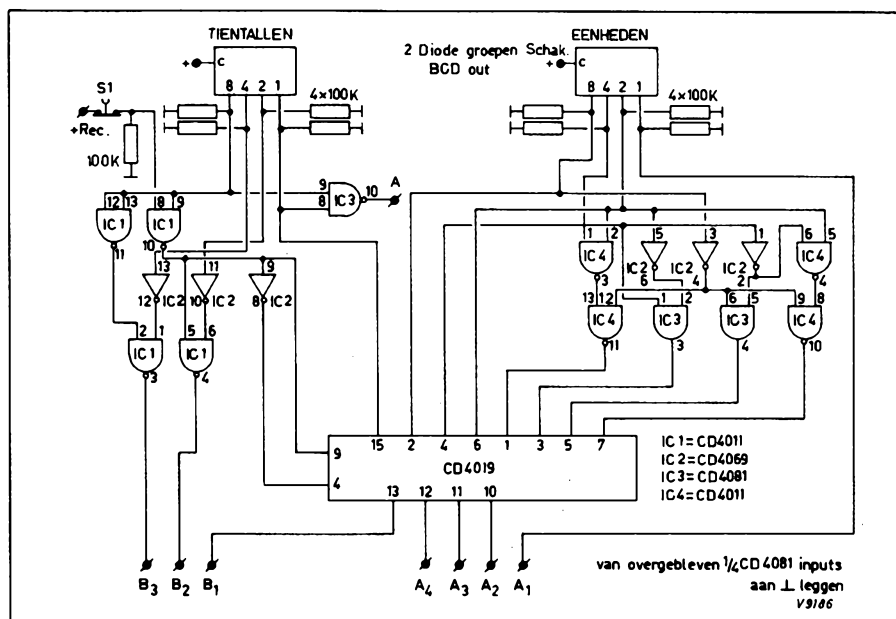 TIENTALLEN
EENHEDEN
2 Diode groepen Schak.
BCD out
+ C
8 4 2 1
+ C
8 4 2 1
S1
+Rec.
100K
4×100K
4×100K
9 10 A
8 IC3
12 13 8 9
IC1 IC1
11 10
13 11 9
12 IC2 10 IC2 8 IC2
2 1 5 6
IC1 IC1
3 4
1 2 5 3 1 6 5
IC4 IC2 IC2 IC2 IC4
3 6 4 2 4
13 12 1 2 6 5 9 8
IC4 IC3 IC3 IC4
11 3 4 10
15 2 4 6 1 3 5 7
9
CD4019
4
13 12 11 10
IC1=CD4011
IC2=CD4069
IC3=CD4081
IC4=CD4011
B3 B2 B1 A4 A3 A2 A1
van overgebleven 1/4 CD4081 inputs
aan ⊥ leggen
V9186